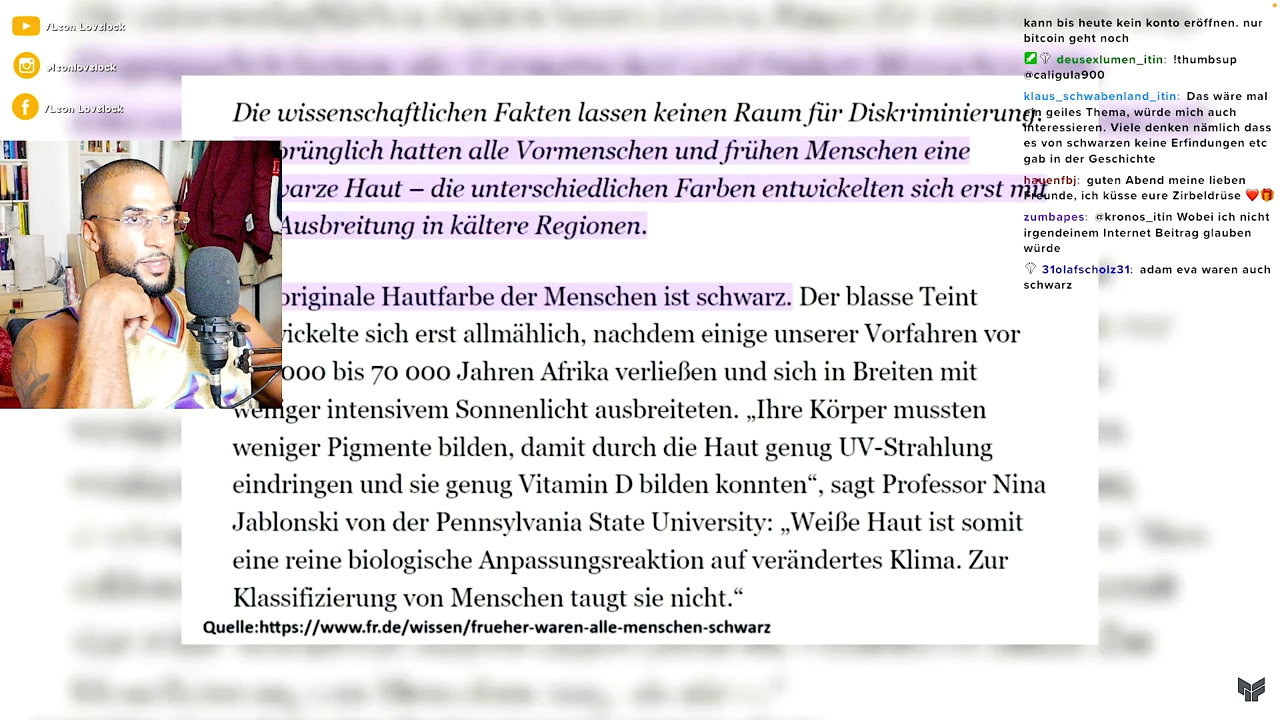 /Leon Lovelock
#leonlovelock
/Leon Lovelock
Die wissenschaftlichen Fakten lassen keinen Raum für Diskriminierung:
prünglich hatten alle Vormenschen und frühen Menschen eine
warze Haut – die unterschiedlichen Farben entwickelten sich erst mit
Ausbreitung in kältere Regionen.
originale Hautfarbe der Menschen ist schwarz. Der blasse Teint
wickelte sich erst allmählich, nachdem einige unserer Vorfahren vor
000 bis 70 000 Jahren Afrika verließen und sich in Breiten mit
weniger intensivem Sonnenlicht ausbreiteten. „Ihre Körper mussten
weniger Pigmente bilden, damit durch die Haut genug UV-Strahlung
eindringen und sie genug Vitamin D bilden konnten“, sagt Professor Nina
Jablonski von der Pennsylvania State University: „Weiße Haut ist somit
eine reine biologische Anpassungsreaktion auf verändertes Klima. Zur
Klassifizierung von Menschen taugt sie nicht.“
Quelle:https://www.fr.de/wissen/frueher-waren-alle-menschen-schwarz
kann bis heute kein konto eröffnen. nur
bitcoin geht noch
deusexlumen_itin: !thumbsup
@caligula900
klaus_schwabenland_itin: Das wäre mal
ein geiles Thema, würde mich auch
interessieren. Viele denken nämlich dass
es von schwarzen keine Erfindungen etc
gab in der Geschichte
hauenfbj: guten Abend meine lieben
Freunde, ich küsse eure Zirbeldrüse ❤️🎁
zumbapes: @kronos_itin Wobei ich nicht
irgendeinem Internet Beitrag glauben
würde
31olafscholz31: adam eva waren auch
schwarz